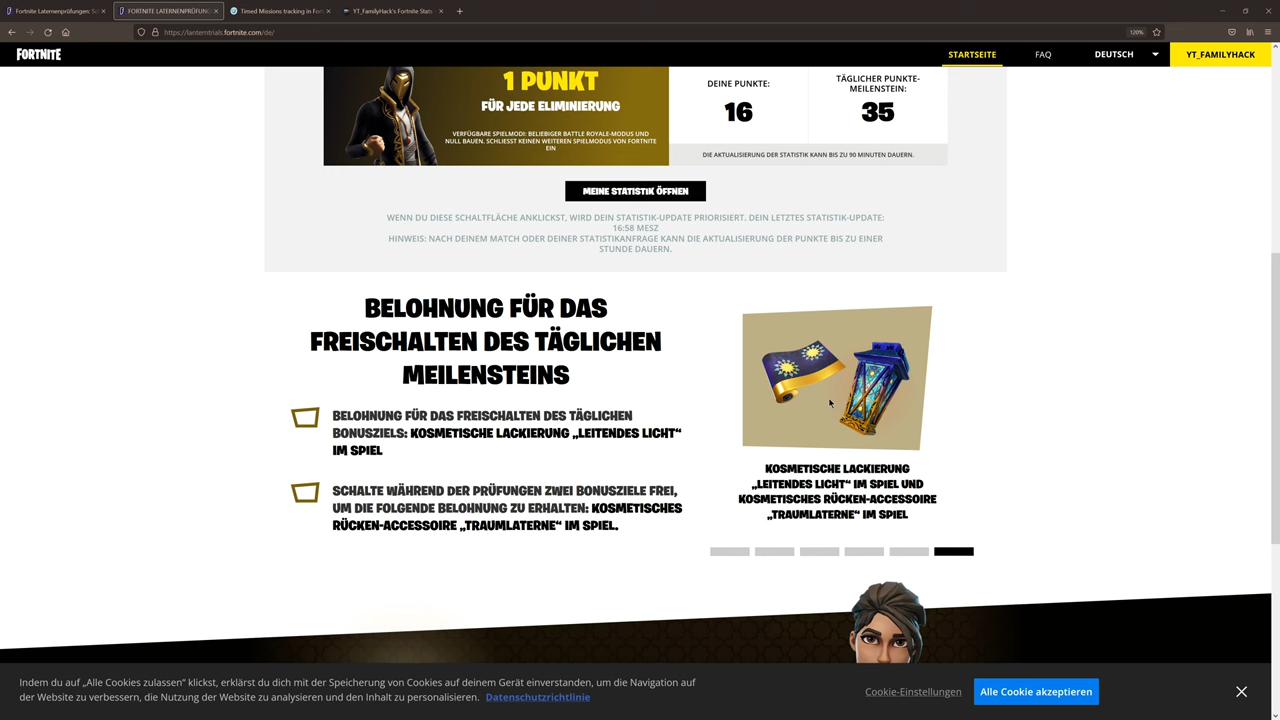 Fortnite Laternenprüfungen: Sc
FORTNITE LATERNENPRÜFUNG
Timed Missions tracking in Fort
YT_FamilyHack's Fortnite Stats
https://lanterntrials.fortnite.com/de/
120%
FORTNITE
STARTSEITE
FAQ
DEUTSCH
YT_FAMILYHACK
1 PUNKT
FÜR JEDE ELIMINIERUNG
VERFÜGBARE SPIELMODI: BELIEBIGER BATTLE ROYALE-MODUS UND
NULL BAUEN. SCHLIESST KEINEN WEITEREN SPIELMODUS VON FORTNITE
EIN
DEINE PUNKTE:
16
TÄGLICHER PUNKTE-
MEILENSTEIN:
35
DIE AKTUALISIERUNG DER STATISTIK KANN BIS ZU 90 MINUTEN DAUERN.
MEINE STATISTIK ÖFFNEN
WENN DU DIESE SCHALTFLÄCHE ANKLICKST, WIRD DEIN STATISTIK-UPDATE PRIORISIERT. DEIN LETZTES STATISTIK-UPDATE:
16:58 MESZ
HINWEIS: NACH DEINEM MATCH ODER DEINER STATISTIKANFRAGE KANN DIE AKTUALISIERUNG DER PUNKTE BIS ZU EINER
STUNDE DAUERN.
BELOHNUNG FÜR DAS
FREISCHALTEN DES TÄGLICHEN
MEILENSTEINS
BELOHNUNG FÜR DAS FREISCHALTEN DES TÄGLICHEN
BONUSZIELS: KOSMETISCHE LACKIERUNG „LEITENDES LICHT“
IM SPIEL
SCHALTE WÄHREND DER PRÜFUNGEN ZWEI BONUSZIELE FREI,
UM DIE FOLGENDE BELOHNUNG ZU ERHALTEN: KOSMETISCHES
RÜCKEN-ACCESSOIRE „TRAUMLATERNE“ IM SPIEL.
KOSMETISCHE LACKIERUNG
„LEITENDES LICHT“ IM SPIEL UND
KOSMETISCHES RÜCKEN-ACCESSOIRE
„TRAUMLATERNE“ IM SPIEL
Indem du auf „Alle Cookies zulassen“ klickst, erklärst du dich mit der Speicherung von Cookies auf deinem Gerät einverstanden, um die Navigation auf
der Website zu verbessern, die Nutzung der Website zu analysieren und den Inhalt zu personalisieren. Datenschutzrichtlinie
Cookie-Einstellungen
Alle Cookie akzeptieren